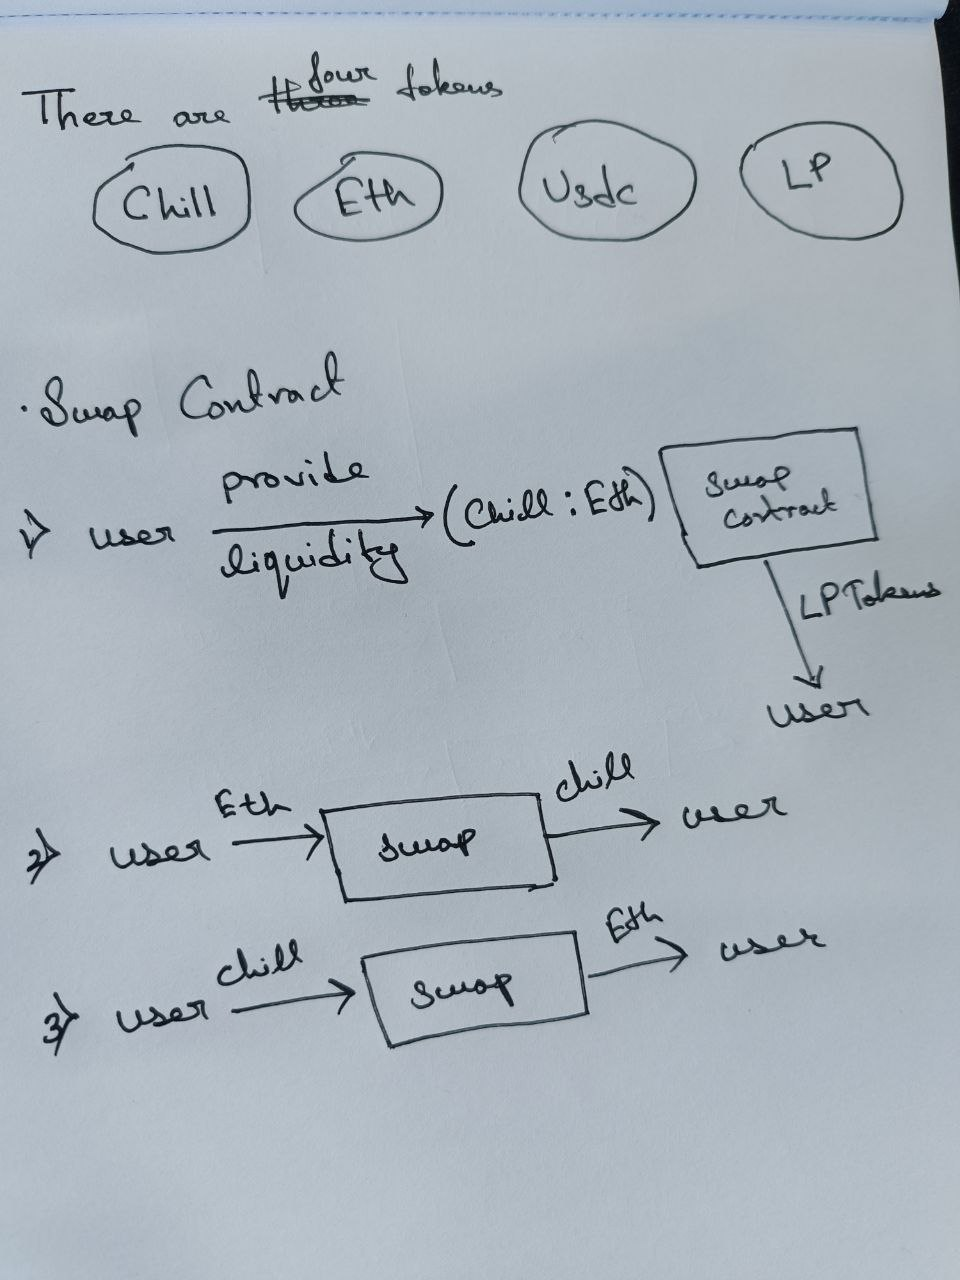 There are four tokens
Chill Eth Usdc LP
· Swap Contract
1) user provide liquidity (Chill : Eth) Swap contract
LP Tokens
user
2) user Eth swap chill user
3) user chill swap Eth user